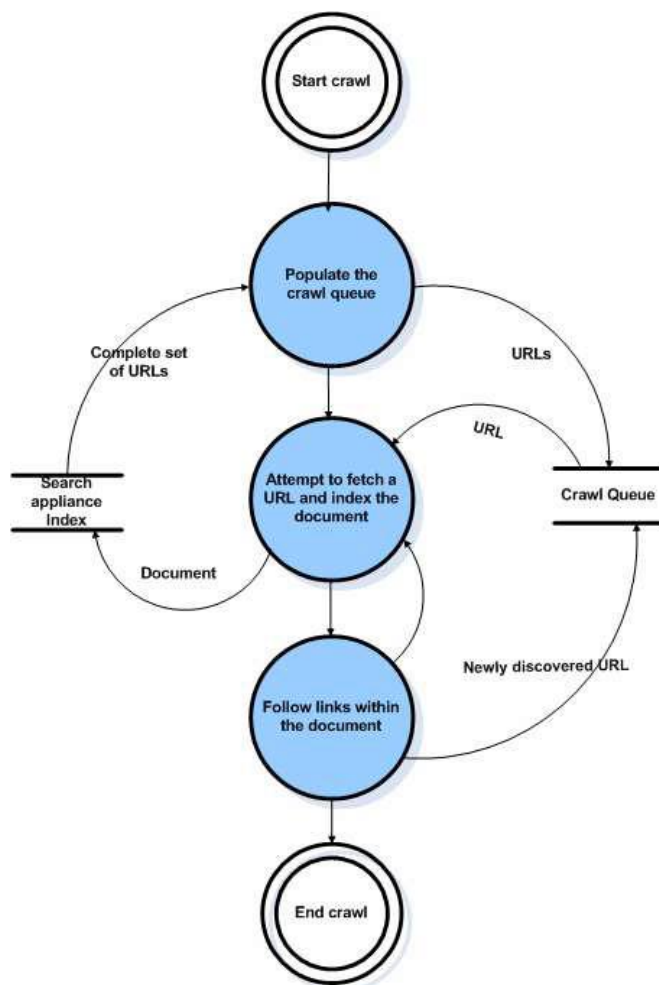 Start crawl
Populate the
crawl queue
Complete set
of URLs
URLs
URL
Search
appliance
Index
Attempt to fetch a
URL and index the
document
Crawl Queue
Document
Newly discovered URL
Follow links within
the document
End crawl